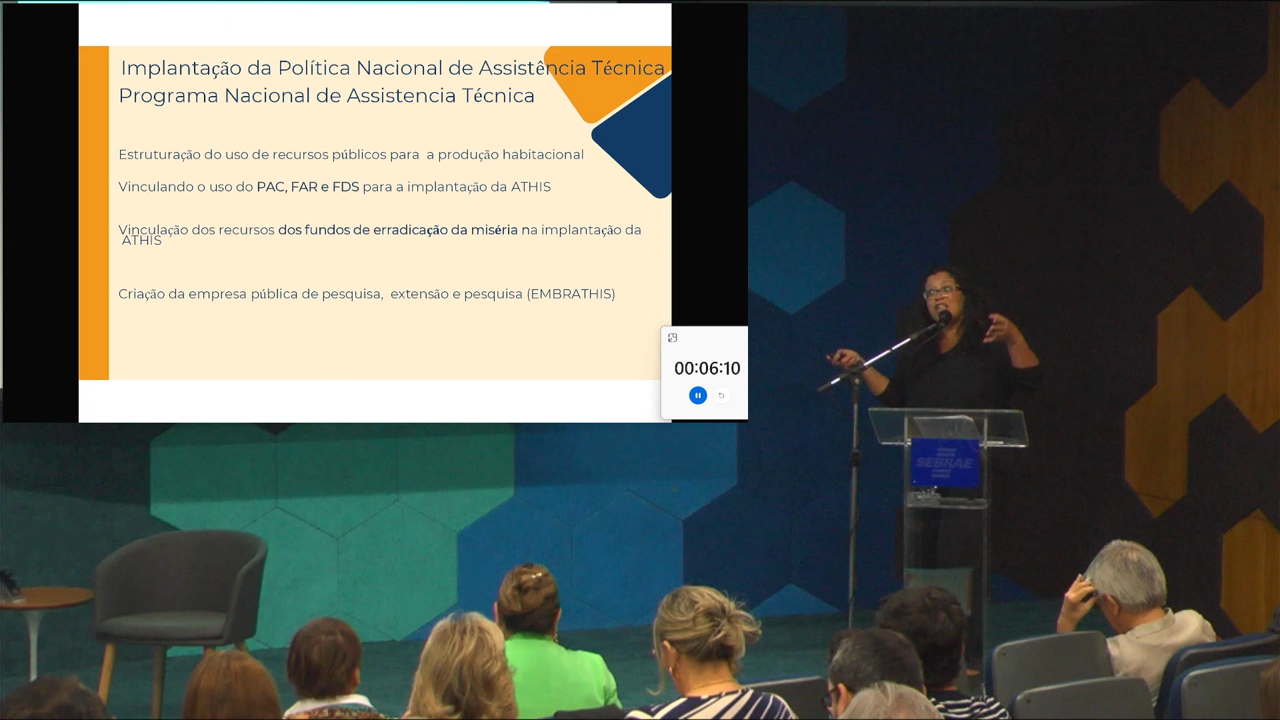 Implantação da Política Nacional de Assistência Técnica
Programa Nacional de Assistencia Técnica
Estruturação do uso de recursos públicos para a produção habitacional
Vinculando o uso do PAC, FAR e FDS para a implantação da ATHIS
Vinculação dos recursos dos fundos de erradicação da miséria na implantação da
ATHIS
Criação da empresa pública de pesquisa, extensão e pesquisa (EMBRATHIS)
00:06:10
SEBRAE